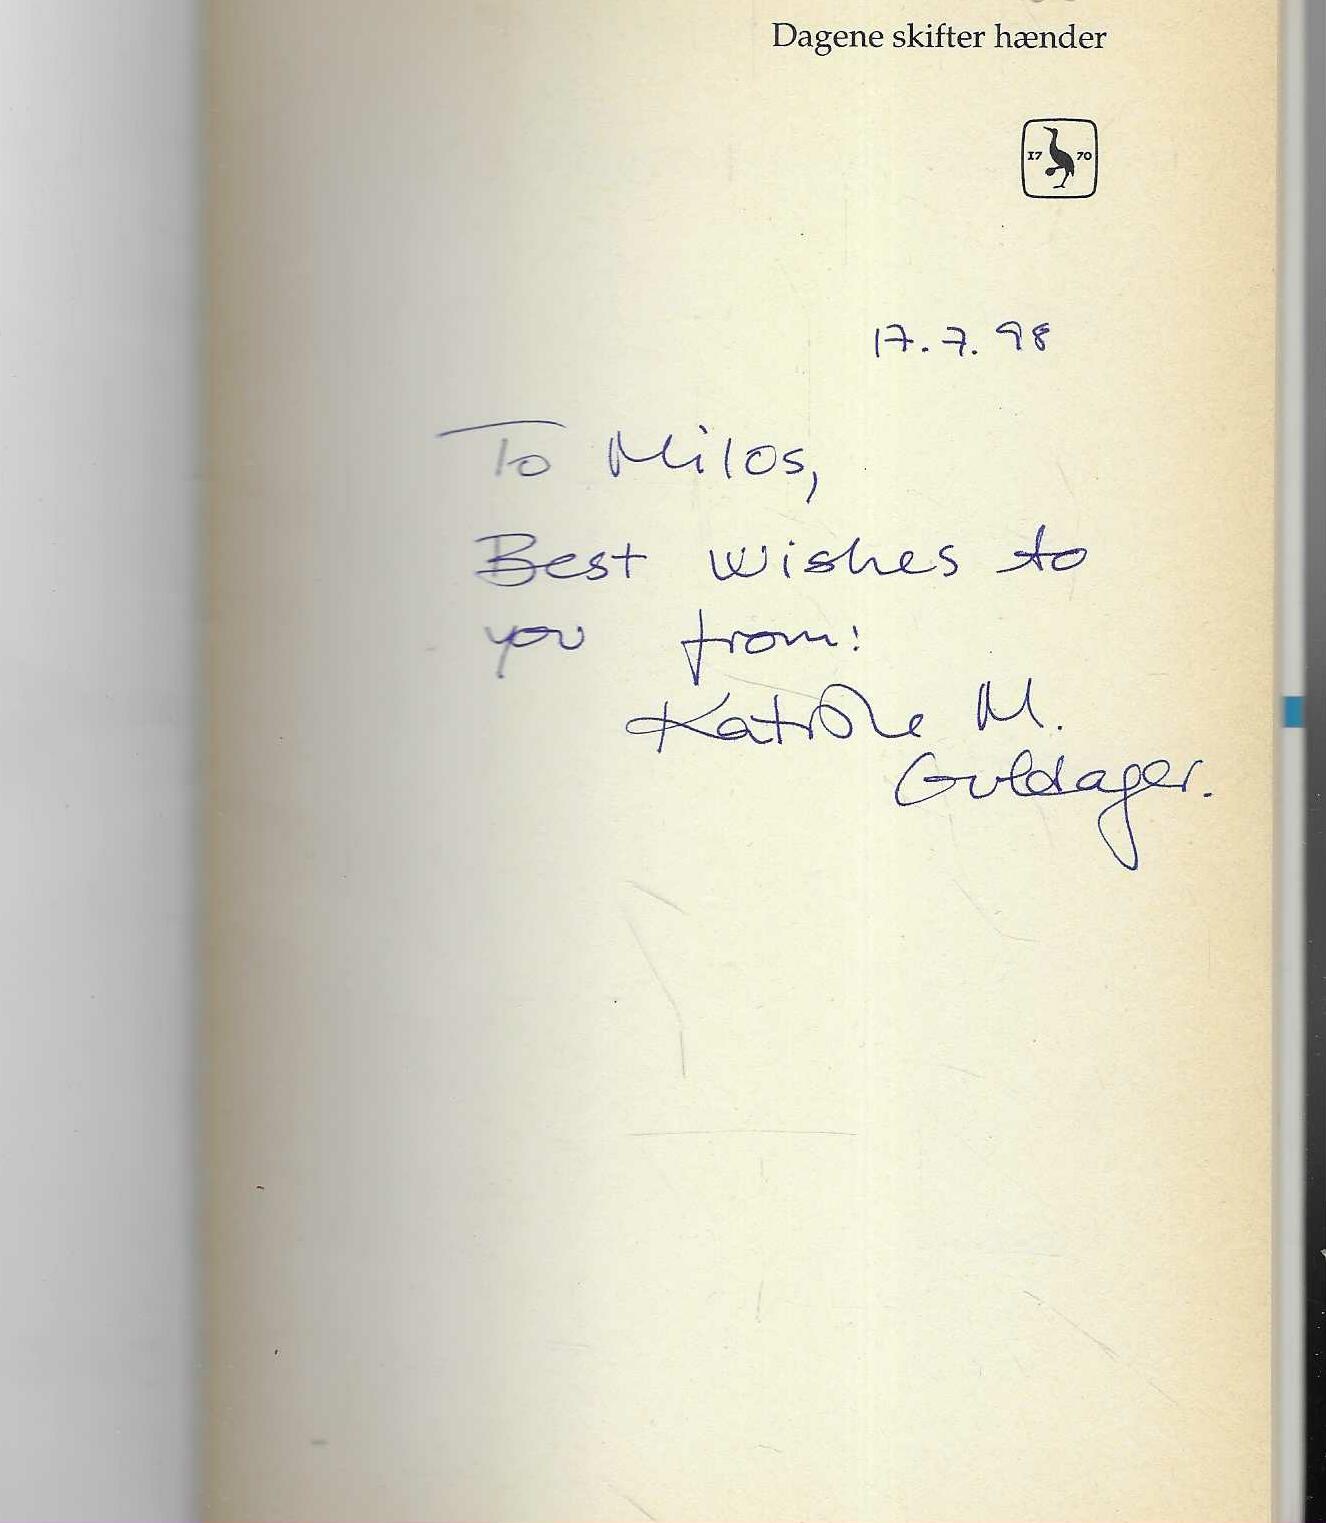 Dagene skifter hænder
17 70
17.7.98
To Milos,
Best wishes to
you from:
Katrine M.
Guldager.